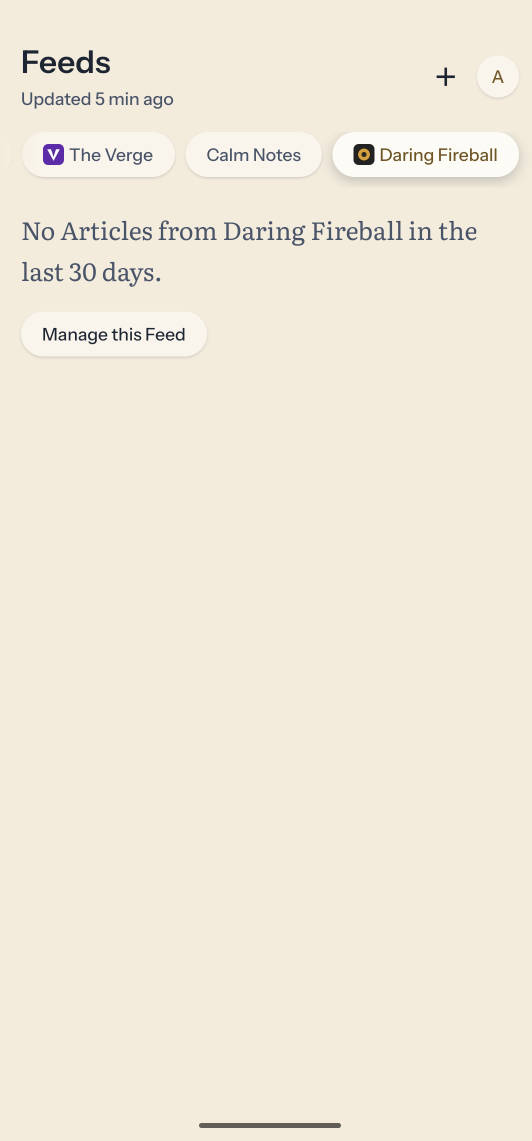 Feeds
Updated 5 min ago
A
The Verge
Calm Notes
Daring Fireball
No Articles from Daring Fireball in the
last 30 days.
Manage this Feed